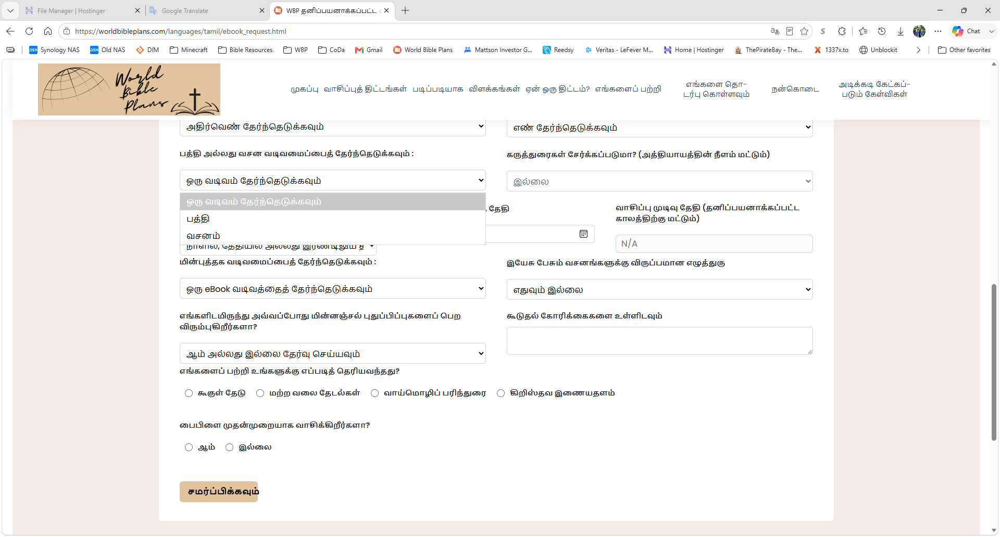 File Manager | Hostinger
Google Translate
WBP தனிப்பயனாக்கப்பட்ட
https://worldbibleplans.com/languages/tamil/ebook_request.html
Chat
Synology NAS
Old NAS
DIM
Minecraft
Bible Resources
WBP
CoDa
Gmail
World Bible Plans
Mattson Investor G...
Reedsy
Veritas - LeFever M...
Home | Hostinger
ThePirateBay - The...
1337x.to
Unblockit
Other favorites
World
Bible
Plans
முகப்பு
வாசிப்புத் திட்டங்கள்
படிப்படியாக
விளக்கங்கள்
ஏன் ஒரு திட்டம்?
எங்களைப் பற்றி
எங்களை தொ-
டர்பு கொள்ளவும்
நன்கொடை
அடிக்கடி கேட்கப்-
படும் கேள்விகள்
அதிர்வெண் தேர்ந்தெடுக்கவும்
எண் தேர்ந்தெடுக்கவும்
பத்தி அல்லது வசன வடிவமைப்பைத் தேர்ந்தெடுக்கவும் :
கருத்துரைகள் சேர்க்கப்படுமா? (அத்தியாயத்தின் நீளம் மட்டும்)
ஒரு வடிவம் தேர்ந்தெடுக்கவும்
இல்லை
ஒரு வடிவம் தேர்ந்தெடுக்கவும்
பத்தி
வசனம்
தேதி
வாசிப்பு முடிவு தேதி (தனிப்பயனாக்கப்பட்ட
காலத்திற்கு மட்டும்)
N/A
நாளால், தேதியால் அல்லது இரண்டிலும்
மின்புத்தக வடிவமைப்பைத் தேர்ந்தெடுக்கவும் :
இயேசு பேசும் வசனங்களுக்கு விருப்பமான எழுத்துரு
ஒரு eBook வடிவத்தைத் தேர்ந்தெடுக்கவும்
எதுவும் இல்லை
எங்களிடமிருந்து அவ்வப்போது மின்னஞ்சல் புதுப்பிப்புகளைப் பெற
விரும்புகிறீர்களா?
கூடுதல் கோரிக்கைகளை உள்ளிடவும்
ஆம் அல்லது இல்லை தேர்வு செய்யவும்
எங்களைப் பற்றி உங்களுக்கு எப்படித் தெரியவந்தது?
கூகுள் தேடு
மற்ற வலை தேடல்கள்
வாய்மொழிப் பரிந்துரை
கிறிஸ்தவ இணையதளம்
பைபிளை முதன்முறையாக வாசிக்கிறீர்களா?
ஆம்
இல்லை
சமர்ப்பிக்கவும்